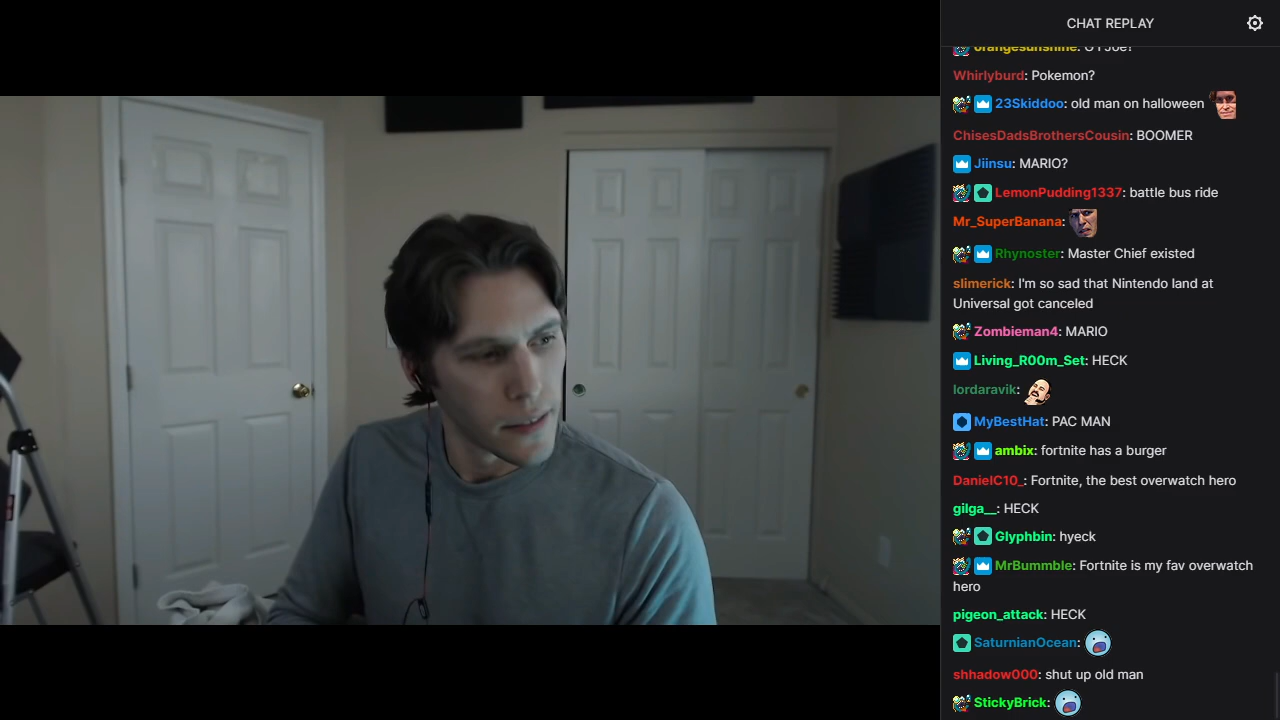 CHAT REPLAY
orangesunshine: G I Joe?
Whirlyburd: Pokemon?
23Skiddoo: old man on halloween
ChisesDadsBrothersCousin: BOOMER
Jiinsu: MARIO?
LemonPudding1337: battle bus ride
Mr_SuperBanana:
Rhynoster: Master Chief existed
slimerick: I'm so sad that Nintendo land at
Universal got canceled
Zombieman4: MARIO
Living_R00m_Set: HECK
lordaravik:
MyBestHat: PAC MAN
ambix: fortnite has a burger
DanielC10_: Fortnite, the best overwatch hero
gilga__: HECK
Glyphbin: hyeck
MrBummble: Fortnite is my fav overwatch
hero
pigeon_attack: HECK
SaturnianOcean:
shhadow000: shut up old man
StickyBrick: